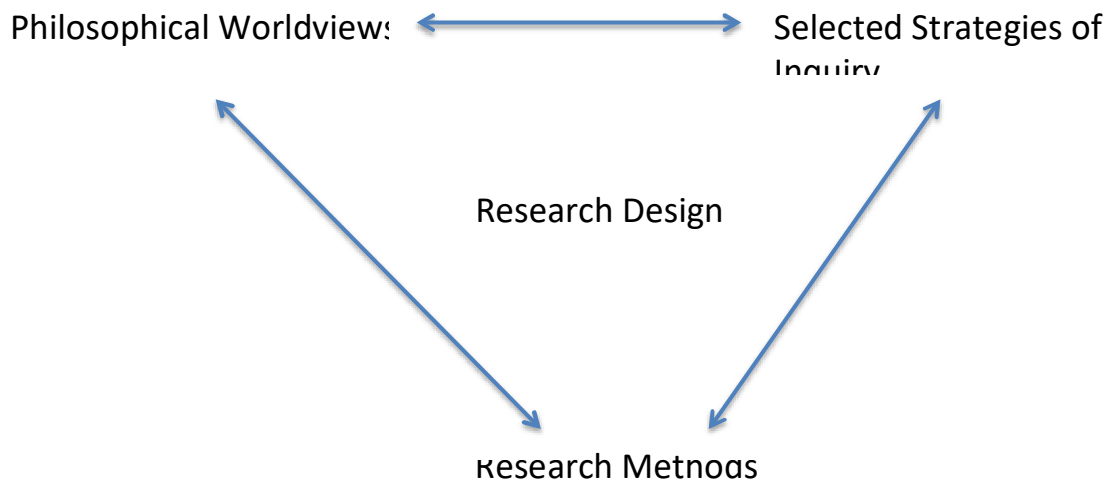 Philosophical Worldviews
Selected Strategies of
Inquiry
Research Design
Research Methods